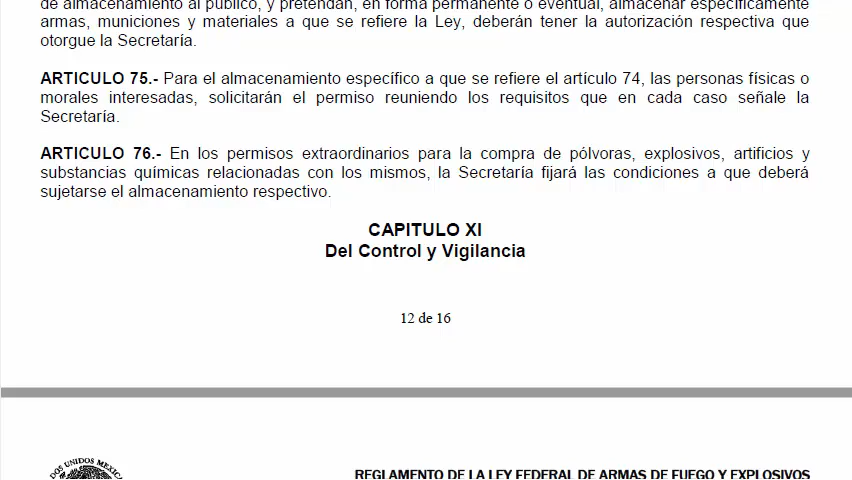 de almacenamiento al público, y pretendan, en forma permanente o eventual, almacenar específicamente
armas, municiones y materiales a que se refiere la Ley, deberán tener la autorización respectiva que
otorgue la Secretaría.
ARTICULO 75.- Para el almacenamiento específico a que se refiere el artículo 74, las personas físicas o
morales interesadas, solicitarán el permiso reuniendo los requisitos que en cada caso señale la
Secretaría.
ARTICULO 76.- En los permisos extraordinarios para la compra de pólvoras, explosivos, artificios y
substancias químicas relacionadas con los mismos, la Secretaría fijará las condiciones a que deberá
sujetarse el almacenamiento respectivo.
CAPITULO XI
Del Control y Vigilancia
12 de 16
UNIDOS
REGLAMENTO DE LA LEY FEDERAL DE ARMAS DE FUEGO Y EXPLOSIVOS